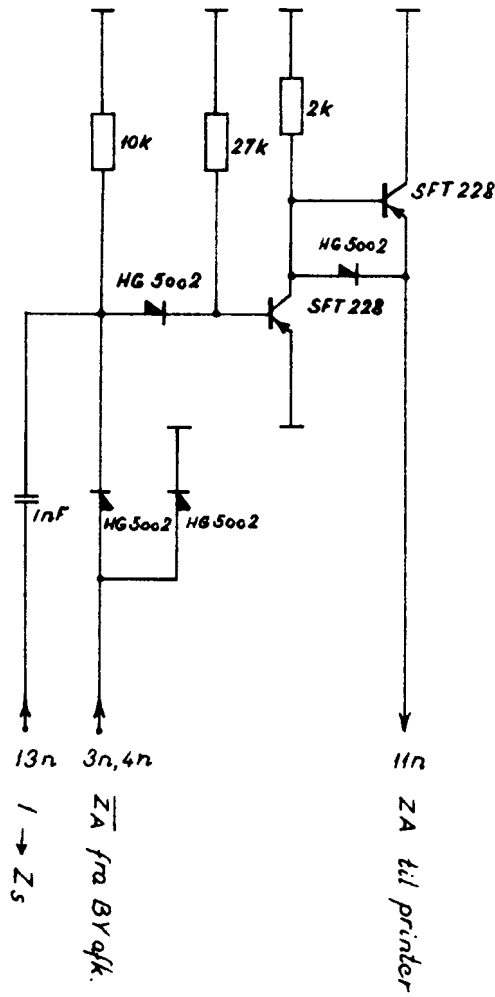 10k
27k
2k
SFT 228
HG 5002
HG 5002
SFT 228
1nF
HG 5002
HG 5002
13n
3n, 4n
11n
1 → Zs
Z̅A̅ fra BY afk.
ZA til printer